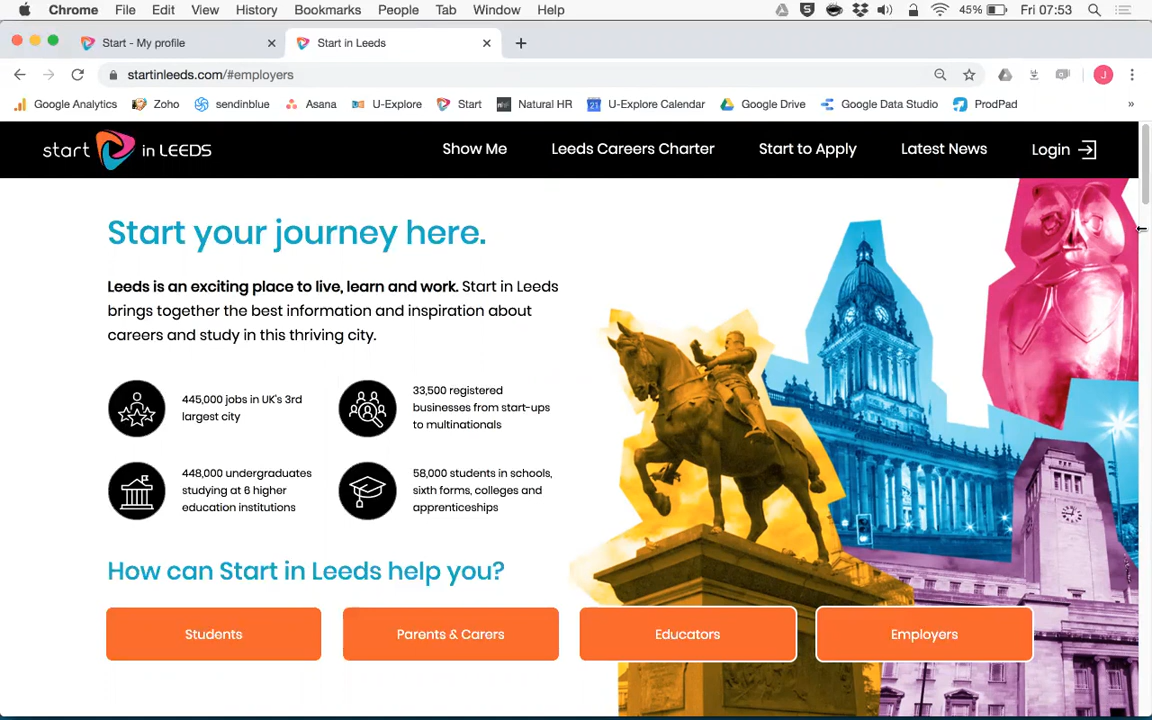 Chrome File Edit View History Bookmarks People Tab Window Help 45% Fri 07:53
Start - My profile Start in Leeds
startinleeds.com/#employers J
Google Analytics Zoho sendinblue Asana U-Explore Start Natural HR 21 U-Explore Calendar Google Drive Google Data Studio ProdPad »
start in LEEDS Show Me Leeds Careers Charter Start to Apply Latest News Login
Start your journey here.
Leeds is an exciting place to live, learn and work. Start in Leeds
brings together the best information and inspiration about
careers and study in this thriving city.
445,000 jobs in UK's 3rd
largest city
33,500 registered
businesses from start-ups
to multinationals
448,000 undergraduates
studying at 6 higher
education institutions
58,000 students in schools,
sixth forms, colleges and
apprenticeships
How can Start in Leeds help you?
Students Parents & Carers Educators Employers